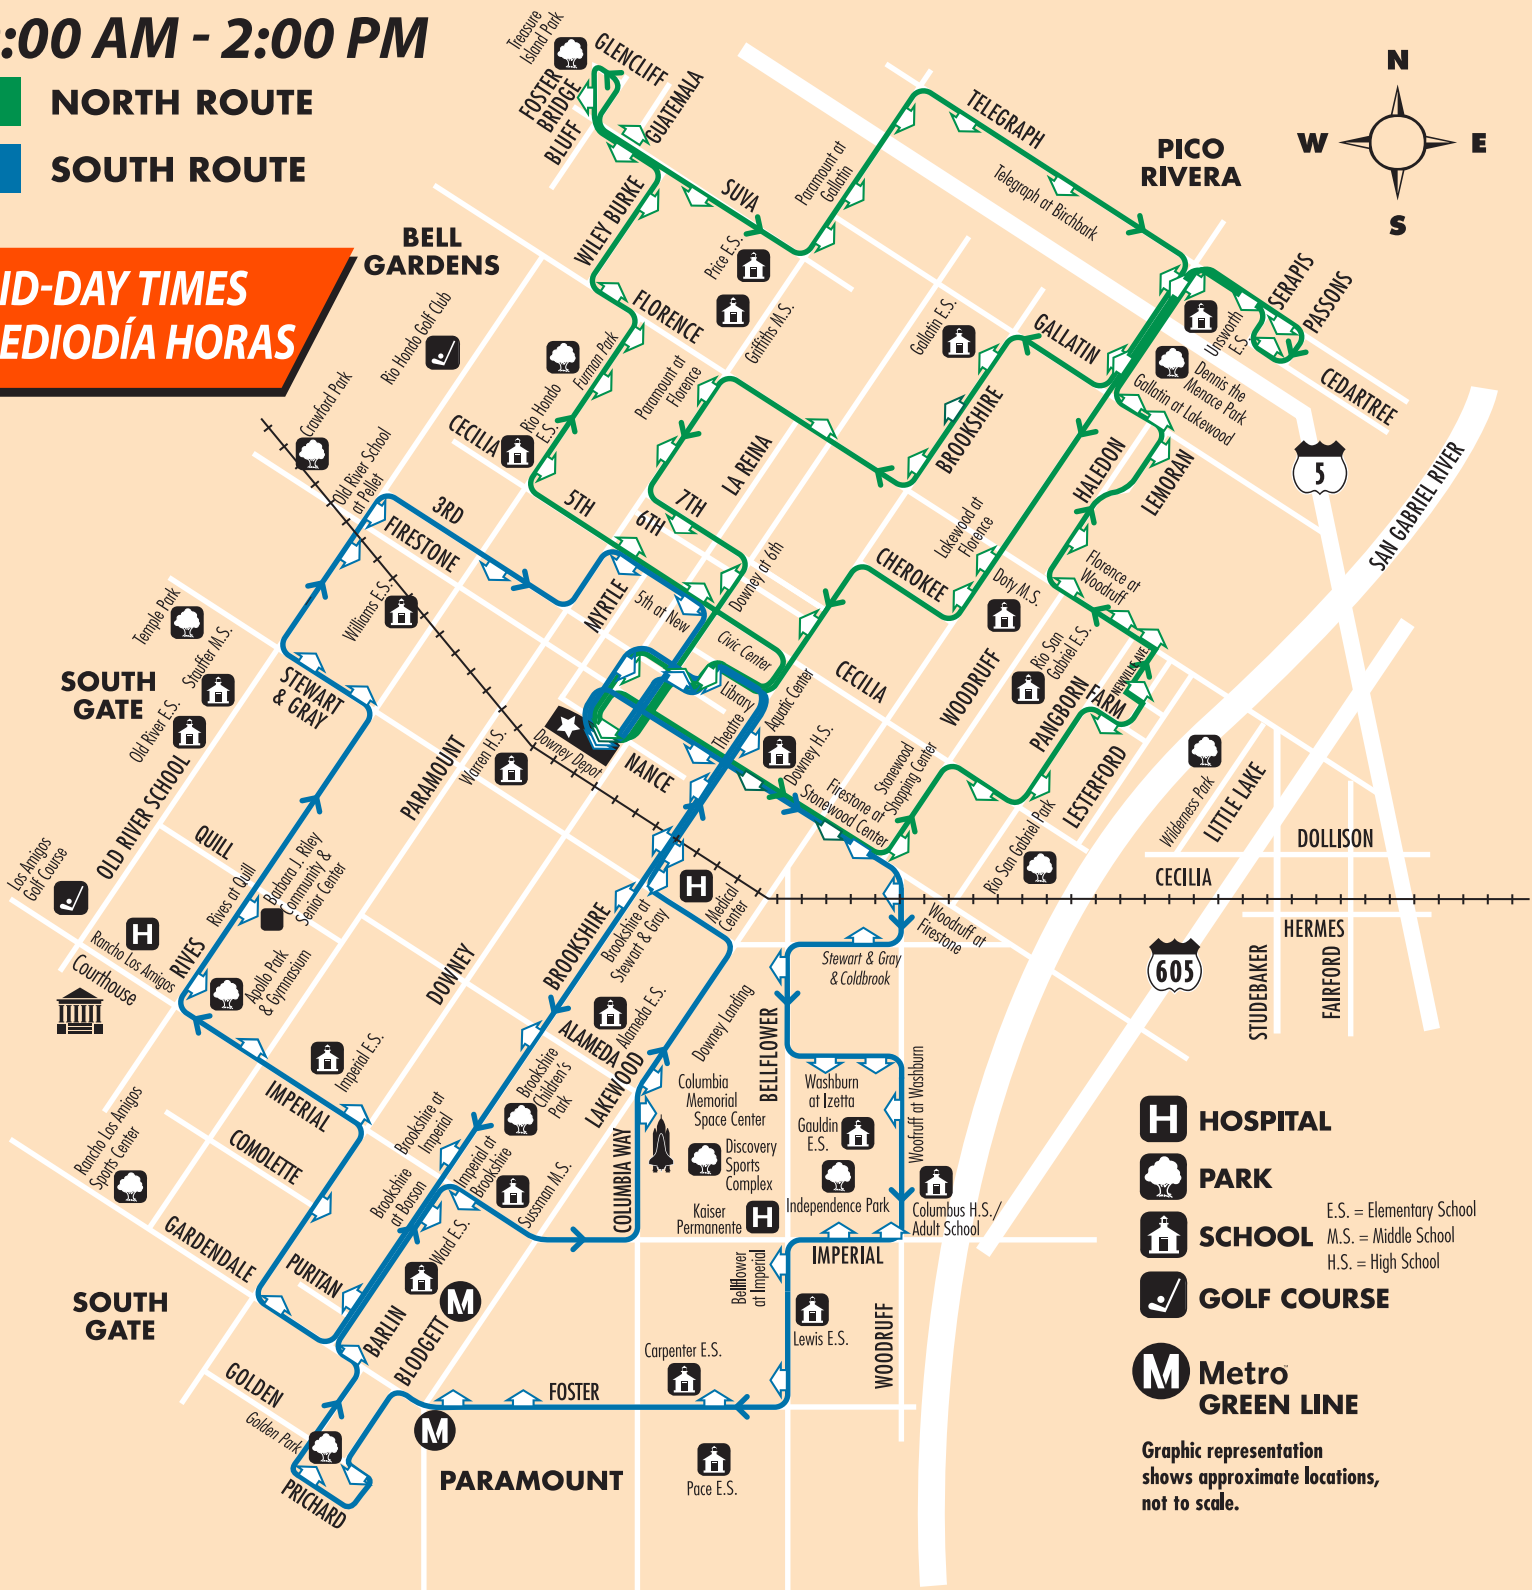 :00 AM - 2:00 PM
NORTH ROUTE
SOUTH ROUTE
ID-DAY TIMES
EDIODÍA HORAS
N
W
E
S
Treasure
Island Park
GLENCLIFF
FOSTER
BRIDGE
BLUFF
GUATEMALA
SUVA
WILEY BURKE
Paramount at
Gallatin
TELEGRAPH
Telegraph at Birchbark
PICO
RIVERA
BELL
GARDENS
Price E.S.
Griffiths M.S.
FLORENCE
Rio Hondo Golf Club
Furman Park
Paramount at
Florence
Gallatin E.S.
GALLATIN
Unsworth
E.S.
SERAPIS
PASSONS
CEDARTREE
Dennis the
Menace Park
Gallatin at Lakewood
Crawford Park
Old River School
at Pellet
CECILIA
Rio Hondo
E.S.
LA REINA
BROOKSHIRE
HALEDON
LEMORAN
5
SAN GABRIEL RIVER
3RD
FIRESTONE
5TH
6TH
7TH
Downey at 6th
CHEROKEE
Lakewood at
Florence
Doty M.S.
Florence at
Woodruff
Temple Park
Stauffer M.S.
Williams E.S.
MYRTLE
5th at New
Civic Center
CECILIA
WOODRUFF
Rio San
Gabriel E.S.
NEWVILLE AVE.
FARM
PANGBORN
SOUTH
GATE
STEWART
& GRAY
Old River E.S.
Library
Theatre
Aquatic Center
Downey Depot
NANCE
Downey H.S.
Stonewood
Shopping Center
Firestone at
Stonewood Center
LESTERFORD
Wilderness Park
LITTLE LAKE
PARAMOUNT
Warren H.S.
OLD RIVER SCHOOL
QUILL
Los Amigos
Golf Course
Rives at Quill
Barbara J. Riley
Community &
Senior Center
Rio San Gabriel Park
DOLLISON
CECILIA
HERMES
STUDEBAKER
FAIRFORD
605
H
Medical
Center
Woodruff at
Firestone
Rancho Los Amigos
H
RIVES
Courthouse
Apollo Park
& Gymnasium
DOWNEY
BROOKSHIRE
Brookshire at
Stewart & Gray
Stewart & Gray
& Coldbrook
ALAMEDA
Alameda E.S.
Downey Landing
BELLFLOWER
Imperial E.S.
IMPERIAL
COMOLETTE
Rancho Los Amigos
Sports Center
Brookshire at
Imperial
Brookshire
Children's
Park
LAKEWOOD
Columbia
Memorial
Space Center
Washburn
at Izetta
Gauldin
E.S.
Woofruff at Washburn
Discovery
Sports
Complex
Independence Park
Kaiser
Permanente
H
Columbus H.S./
Adult School
Imperial at
Brookshire
Brookshire
at Borson
Sussman M.S.
COLUMBIA WAY
Ward E.S.
GARDENDALE
PURITAN
IMPERIAL
Bellflower
at Imperial
SOUTH
GATE
BARLIN
BLODGETT
M
Lewis E.S.
WOODRUFF
Carpenter E.S.
GOLDEN
Golden Park
FOSTER
M
PRICHARD
PARAMOUNT
Pace E.S.
H HOSPITAL
PARK
SCHOOL
E.S. = Elementary School
M.S. = Middle School
H.S. = High School
GOLF COURSE
M Metro
GREEN LINE
Graphic representation
shows approximate locations,
not to scale.